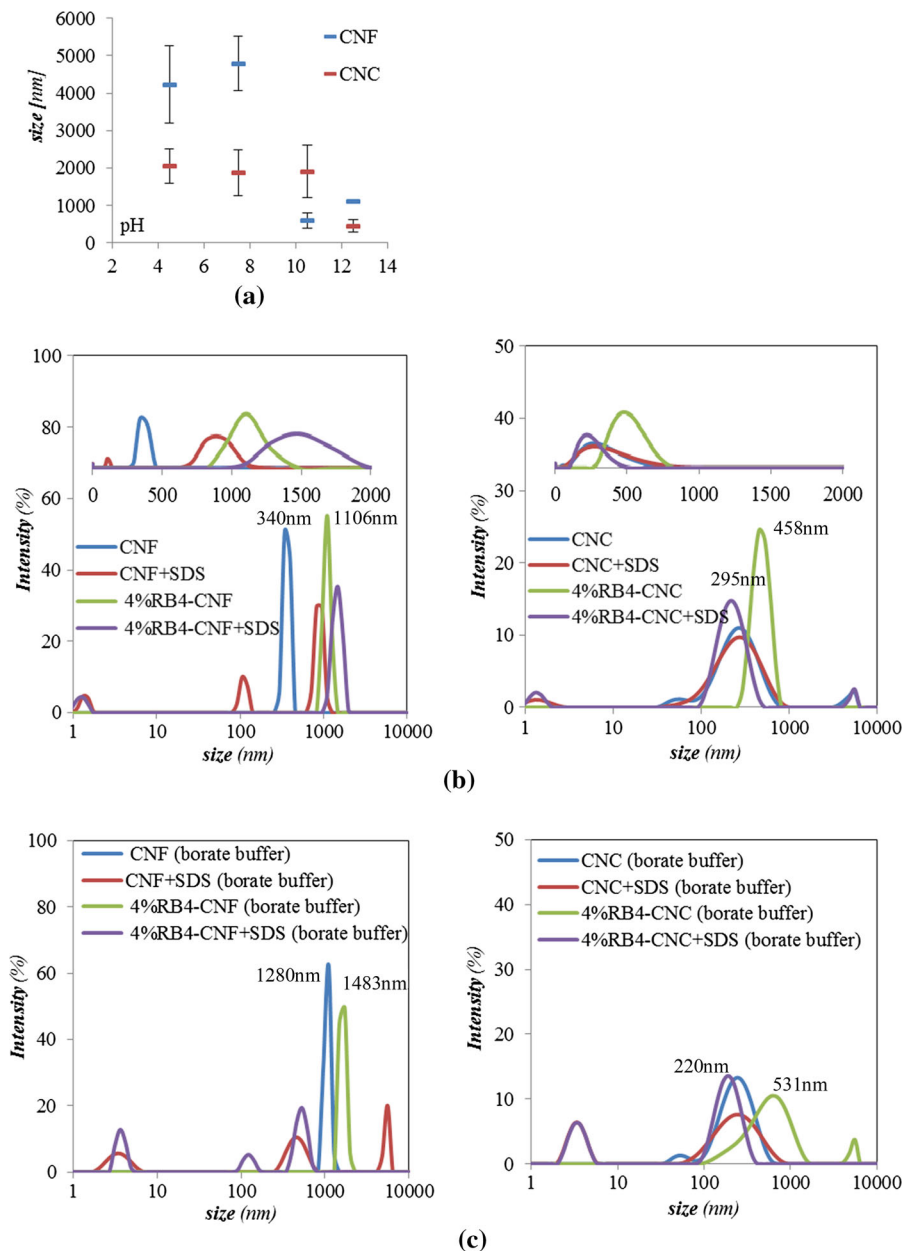 6000
5000
4000
3000
2000
1000
0
size [nm]
CNF
CNC
pH
2 4 6 8 10 12 14
(a)
100
80
60
40
20
0
Intensity (%)
0 500 1000 1500 2000
340nm 1106nm
CNF
CNF+SDS
4%RB4-CNF
4%RB4-CNF+SDS
1 10 100 1000 10000
size (nm)
50
40
30
20
10
0
Intensity (%)
0 500 1000 1500 2000
458nm
295nm
CNC
CNC+SDS
4%RB4-CNC
4%RB4-CNC+SDS
1 10 100 1000 10000
size (nm)
(b)
100
80
60
40
20
0
Intensity (%)
CNF (borate buffer)
CNF+SDS (borate buffer)
4%RB4-CNF (borate buffer)
4%RB4-CNF+SDS (borate buffer)
1280nm 1483nm
1 10 100 1000 10000
size (nm)
50
40
30
20
10
0
Intensity (%)
CNC (borate buffer)
CNC+SDS (borate buffer)
4%RB4-CNC (borate buffer)
4%RB4-CNC+SDS (borate buffer)
220nm
531nm
1 10 100 1000 10000
size (nm)
(c)